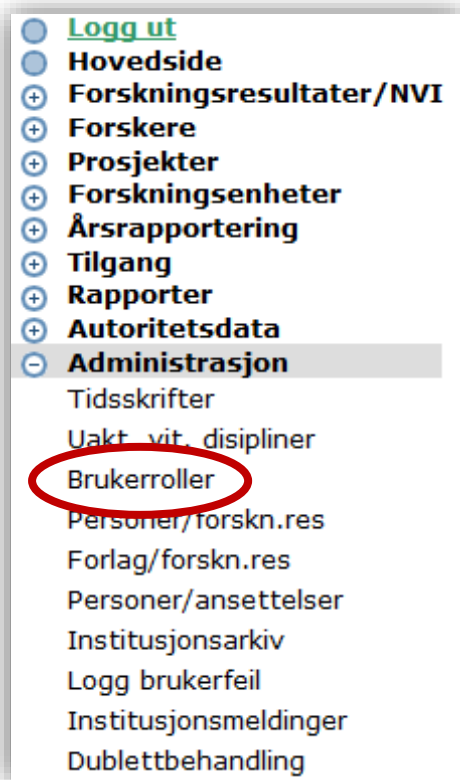 Logg ut
Hovedside
Forskningsresultater/NVI
Forskere
Prosjekter
Forskningsenheter
Årsrapportering
Tilgang
Rapporter
Autoritetsdata
Administrasjon
Tidsskrifter
Uakt. vit. disipliner
Brukerroller
Personer/forskn.res
Forlag/forskn.res
Personer/ansettelser
Institusjonsarkiv
Logg brukerfeil
Institusjonsmeldinger
Dublettbehandling